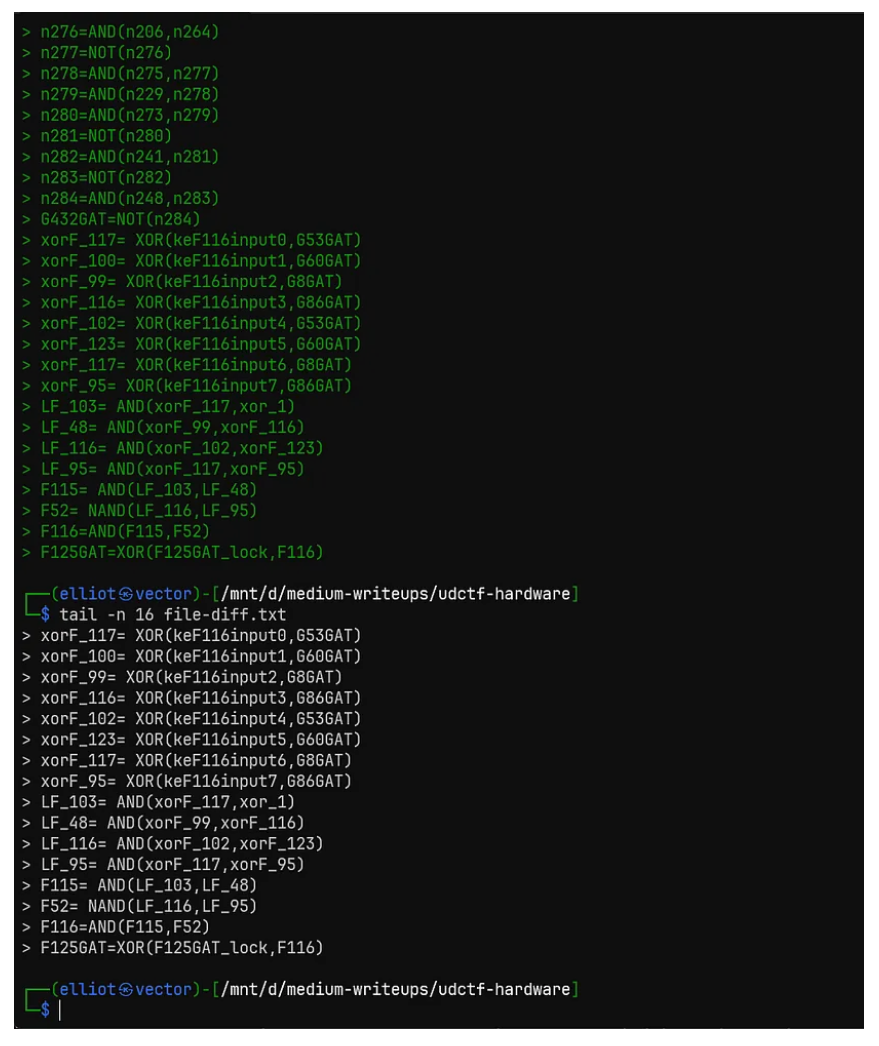 > n276=AND(n206,n264)
> n277=NOT(n276)
> n278=AND(n275,n277)
> n279=AND(n229,n278)
> n280=AND(n273,n279)
> n281=NOT(n280)
> n282=AND(n241,n281)
> n283=NOT(n282)
> n284=AND(n248,n283)
> G432GAT=NOT(n284)
> xorF_117= XOR(keF116input0,G53GAT)
> xorF_100= XOR(keF116input1,G60GAT)
> xorF_99= XOR(keF116input2,G8GAT)
> xorF_116= XOR(keF116input3,G86GAT)
> xorF_102= XOR(keF116input4,G53GAT)
> xorF_123= XOR(keF116input5,G60GAT)
> xorF_117= XOR(keF116input6,G8GAT)
> xorF_95= XOR(keF116input7,G86GAT)
> LF_103= AND(xorF_117,xor_1)
> LF_48= AND(xorF_99,xorF_116)
> LF_116= AND(xorF_102,xorF_123)
> LF_95= AND(xorF_117,xorF_95)
> F115= AND(LF_103,LF_48)
> F52= NAND(LF_116,LF_95)
> F116=AND(F115,F52)
> F125GAT=XOR(F125GAT_lock,F116)
┌──(elliot㉿vector)-[/mnt/d/medium-writeups/udctf-hardware]
└─$ tail -n 16 file-diff.txt
> xorF_117= XOR(keF116input0,G53GAT)
> xorF_100= XOR(keF116input1,G60GAT)
> xorF_99= XOR(keF116input2,G8GAT)
> xorF_116= XOR(keF116input3,G86GAT)
> xorF_102= XOR(keF116input4,G53GAT)
> xorF_123= XOR(keF116input5,G60GAT)
> xorF_117= XOR(keF116input6,G8GAT)
> xorF_95= XOR(keF116input7,G86GAT)
> LF_103= AND(xorF_117,xor_1)
> LF_48= AND(xorF_99,xorF_116)
> LF_116= AND(xorF_102,xorF_123)
> LF_95= AND(xorF_117,xorF_95)
> F115= AND(LF_103,LF_48)
> F52= NAND(LF_116,LF_95)
> F116=AND(F115,F52)
> F125GAT=XOR(F125GAT_lock,F116)
┌──(elliot㉿vector)-[/mnt/d/medium-writeups/udctf-hardware]
└─$